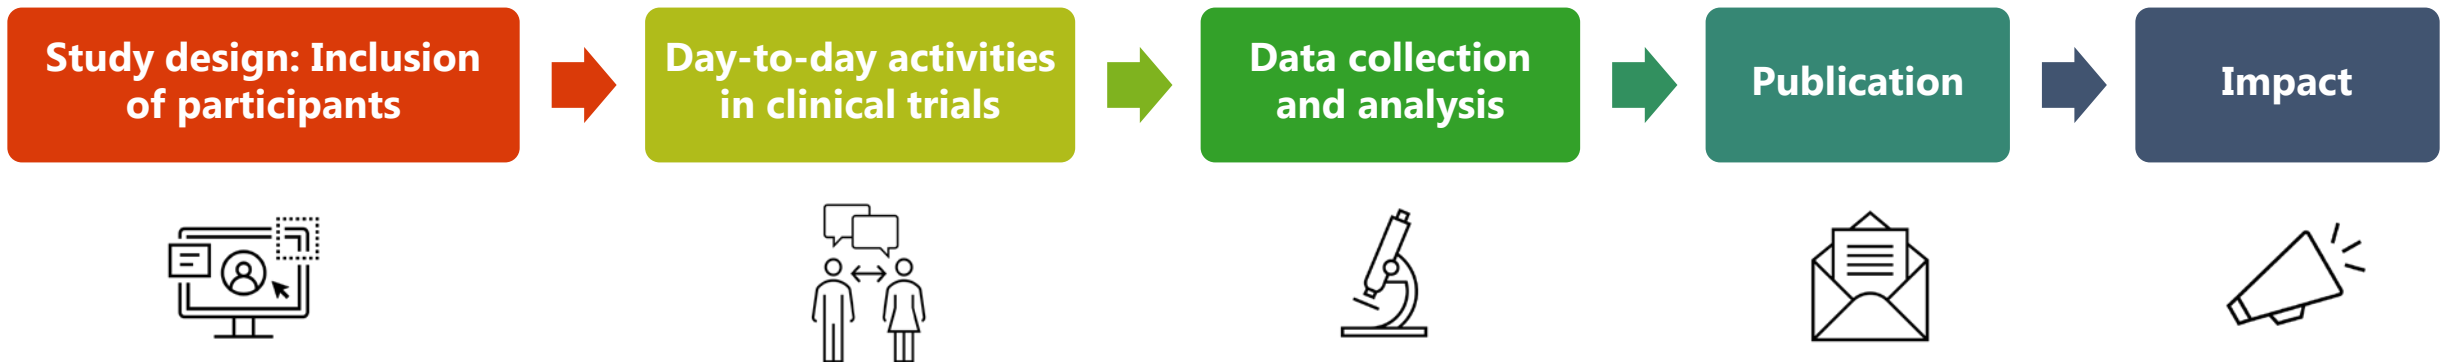 Study design: Inclusion
of participants
Day-to-day activities
in clinical trials
Data collection
and analysis
Publication
Impact